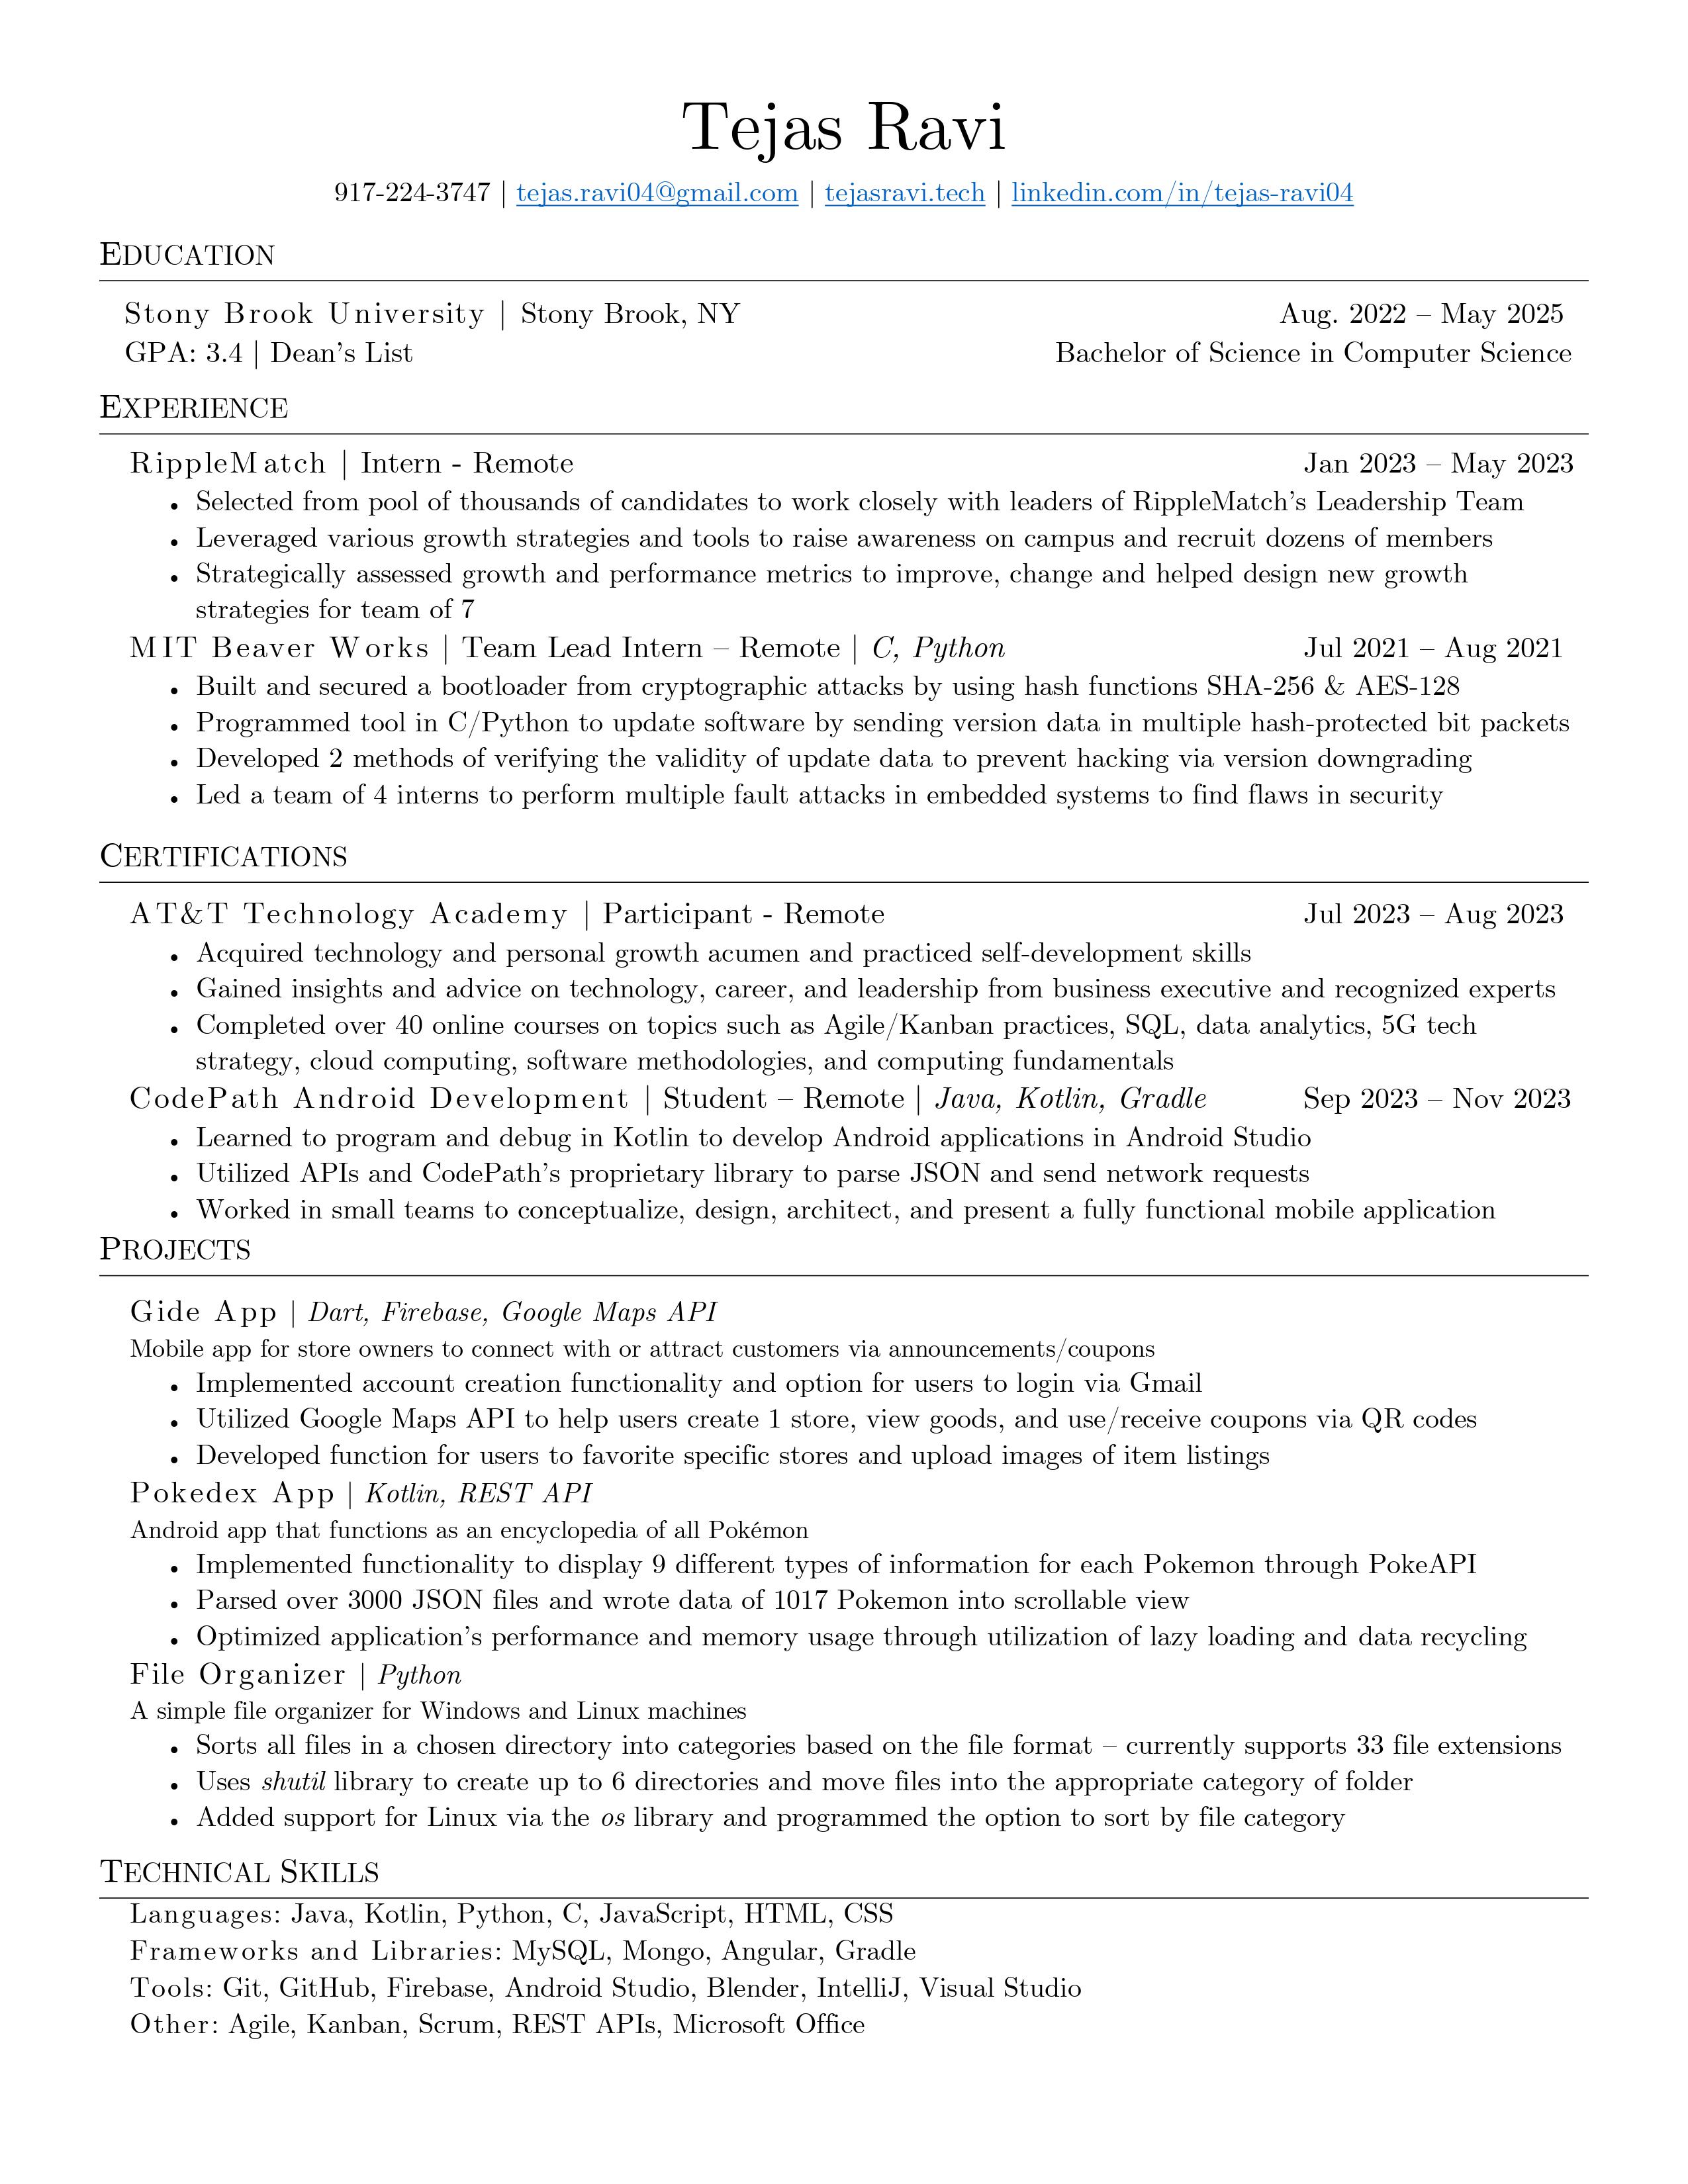 Tejas Ravi
917-224-3747 | tejas.ravi04@gmail.com | tejasravi.tech | linkedin.com/in/tejas-ravi04
EDUCATION
Stony Brook University | Stony Brook, NY Aug. 2022 – May 2025
GPA: 3.4 | Dean's List Bachelor of Science in Computer Science
EXPERIENCE
RippleMatch | Intern - Remote Jan 2023 – May 2023
• Selected from pool of thousands of candidates to work closely with leaders of RippleMatch's Leadership Team
• Leveraged various growth strategies and tools to raise awareness on campus and recruit dozens of members
• Strategically assessed growth and performance metrics to improve, change and helped design new growth
strategies for team of 7
MIT Beaver Works | Team Lead Intern – Remote | C, Python Jul 2021 – Aug 2021
• Built and secured a bootloader from cryptographic attacks by using hash functions SHA-256 & AES-128
• Programmed tool in C/Python to update software by sending version data in multiple hash-protected bit packets
• Developed 2 methods of verifying the validity of update data to prevent hacking via version downgrading
• Led a team of 4 interns to perform multiple fault attacks in embedded systems to find flaws in security
CERTIFICATIONS
AT&T Technology Academy | Participant - Remote Jul 2023 – Aug 2023
• Acquired technology and personal growth acumen and practiced self-development skills
• Gained insights and advice on technology, career, and leadership from business executive and recognized experts
• Completed over 40 online courses on topics such as Agile/Kanban practices, SQL, data analytics, 5G tech
strategy, cloud computing, software methodologies, and computing fundamentals
CodePath Android Development | Student – Remote | Java, Kotlin, Gradle Sep 2023 – Nov 2023
• Learned to program and debug in Kotlin to develop Android applications in Android Studio
• Utilized APIs and CodePath's proprietary library to parse JSON and send network requests
• Worked in small teams to conceptualize, design, architect, and present a fully functional mobile application
PROJECTS
Gide App | Dart, Firebase, Google Maps API
Mobile app for store owners to connect with or attract customers via announcements/coupons
• Implemented account creation functionality and option for users to login via Gmail
• Utilized Google Maps API to help users create 1 store, view goods, and use/receive coupons via QR codes
• Developed function for users to favorite specific stores and upload images of item listings
Pokedex App | Kotlin, REST API
Android app that functions as an encyclopedia of all Pokémon
• Implemented functionality to display 9 different types of information for each Pokemon through PokeAPI
• Parsed over 3000 JSON files and wrote data of 1017 Pokemon into scrollable view
• Optimized application's performance and memory usage through utilization of lazy loading and data recycling
File Organizer | Python
A simple file organizer for Windows and Linux machines
• Sorts all files in a chosen directory into categories based on the file format – currently supports 33 file extensions
• Uses shutil library to create up to 6 directories and move files into the appropriate category of folder
• Added support for Linux via the os library and programmed the option to sort by file category
TECHNICAL SKILLS
Languages: Java, Kotlin, Python, C, JavaScript, HTML, CSS
Frameworks and Libraries: MySQL, Mongo, Angular, Gradle
Tools: Git, GitHub, Firebase, Android Studio, Blender, IntelliJ, Visual Studio
Other: Agile, Kanban, Scrum, REST APIs, Microsoft Office